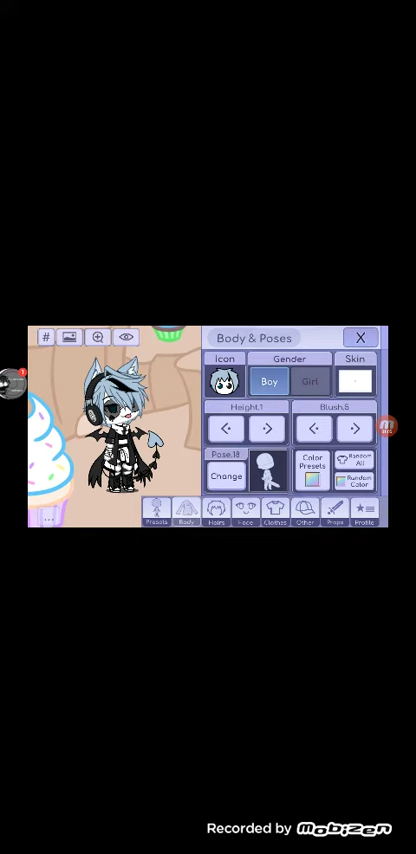 #
Body & Poses
X
Icon
Gender
Skin
Boy
Girl
Height.1
Blush.5
< > < >
Pose.18
Change
Color
Presets
Random
All
Random
Color
Presets
Body
Hairs
Face
Clothes
Other
Props
Profile
1
Recorded by MOBIZEN